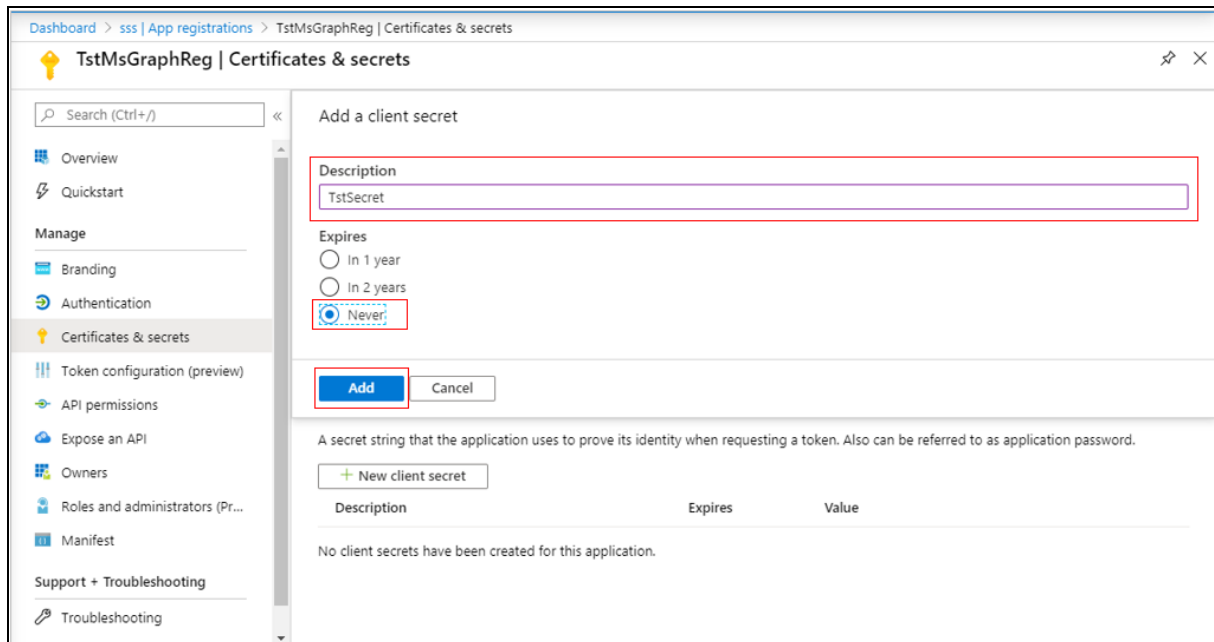 Dashboard > sss | App registrations > TstMsGraphReg | Certificates & secrets
TstMsGraphReg | Certificates & secrets
Search (Ctrl+/)
Overview
Quickstart
Manage
Branding
Authentication
Certificates & secrets
Token configuration (preview)
API permissions
Expose an API
Owners
Roles and administrators (Pr...
Manifest
Support + Troubleshooting
Troubleshooting
Add a client secret
Description
TstSecret
Expires
In 1 year
In 2 years
Never
Add Cancel
A secret string that the application uses to prove its identity when requesting a token. Also can be referred to as application password.
+ New client secret
Description Expires Value
No client secrets have been created for this application.